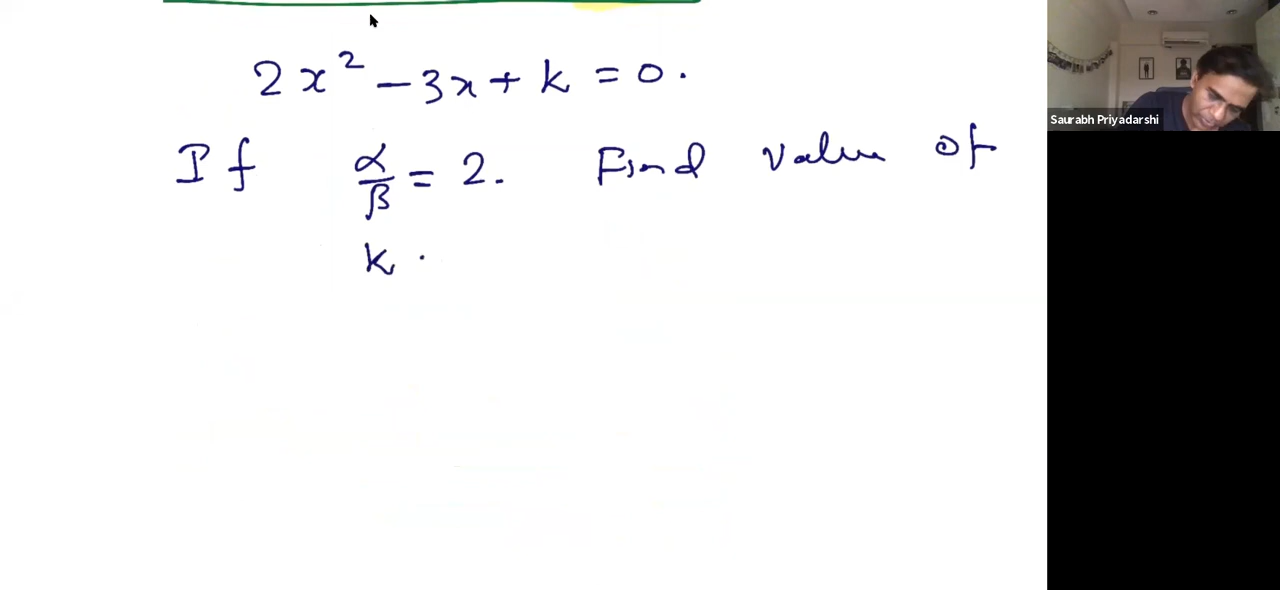 2x² - 3x + k = 0.
If α/β = 2. Find value of
k.
Saurabh Priyadarshi